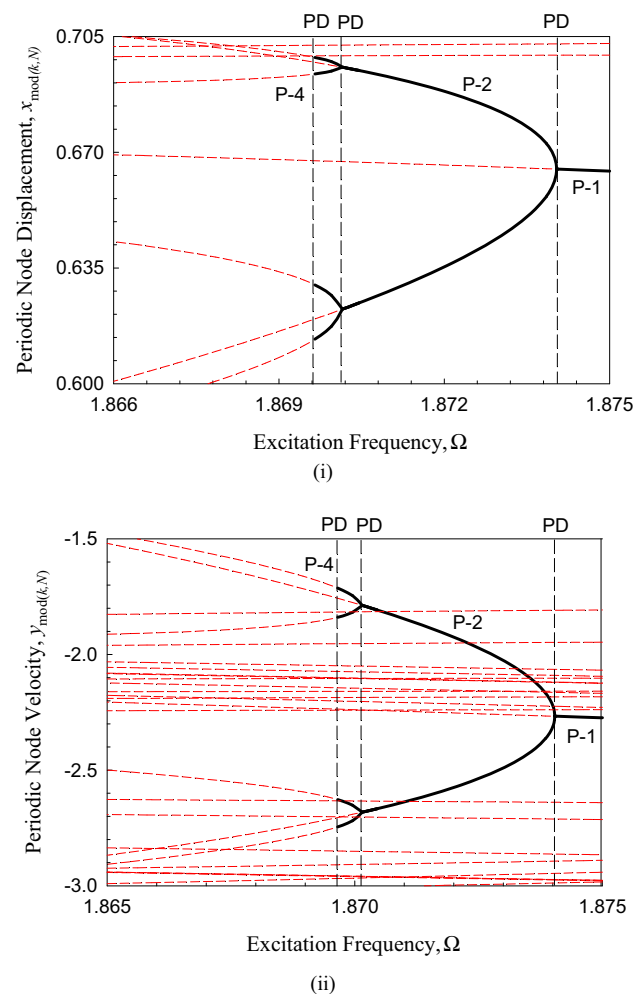 PD PD PD
0.705
0.670
0.635
0.600
Periodic Node Displacement, x_mod(k,N)
P-2
P-4
P-1
1.866 1.869 1.872 1.875
Excitation Frequency, Ω
(i)
PD PD PD
-1.5
-2.0
-2.5
-3.0
Periodic Node Velocity, y_mod(k,N)
P-4
P-2
P-1
1.865 1.870 1.875
Excitation Frequency, Ω
(ii)